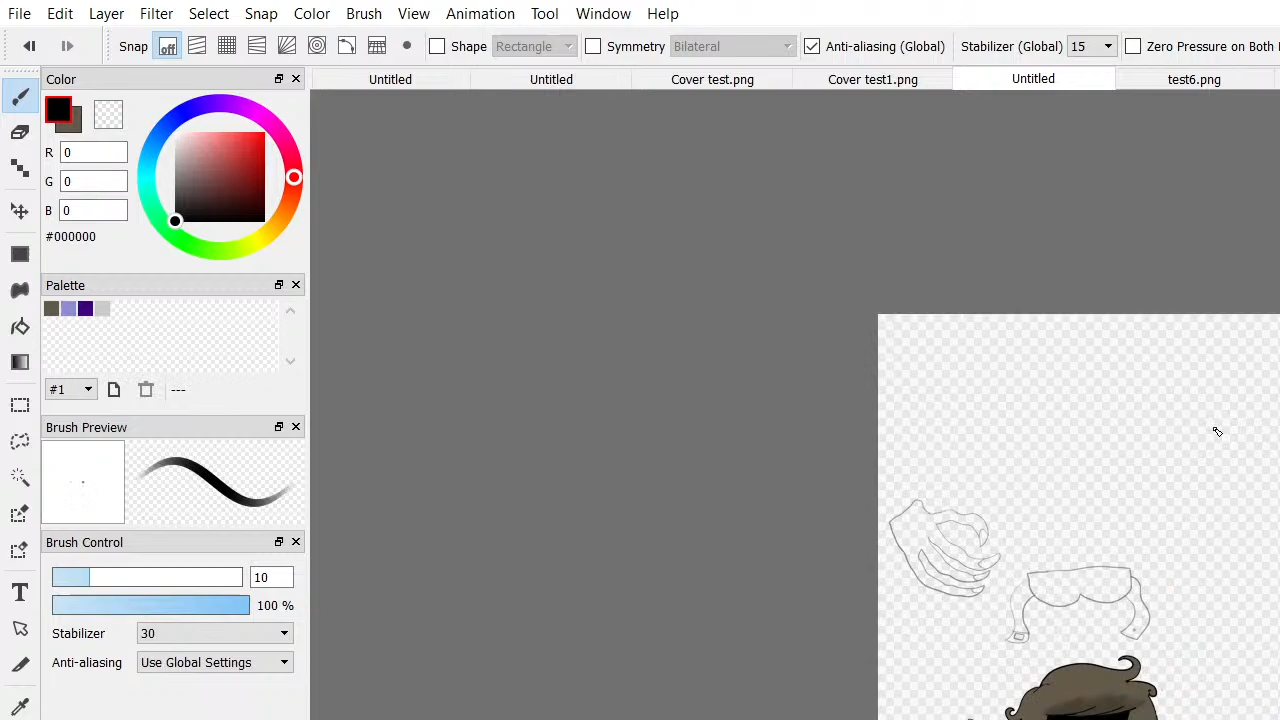 File Edit Layer Filter Select Snap Color Brush View Animation Tool Window Help
Snap off Shape Rectangle Symmetry Bilateral Anti-aliasing (Global) Stabilizer (Global) 15 Zero Pressure on Both
Color
Untitled Untitled Cover test.png Cover test1.png Untitled test6.png
R 0
G 0
B 0
#000000
Palette
#1 ---
Brush Preview
Brush Control
10
100 %
Stabilizer 30
Anti-aliasing Use Global Settings
T